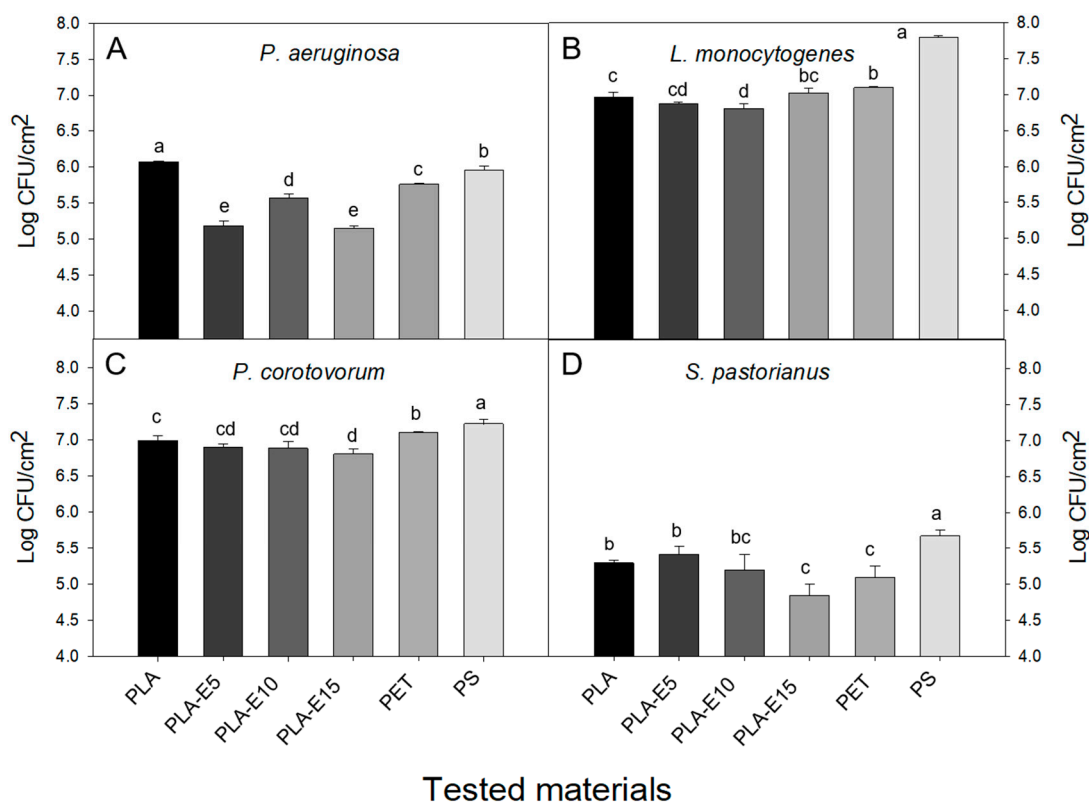 A
P. aeruginosa
Log CFU/cm2
8.0
7.5
7.0
6.5
6.0
5.5
5.0
4.5
4.0
a
e
d
e
c
b
B
L. monocytogenes
Log CFU/cm2
8.0
7.5
7.0
6.5
6.0
5.5
5.0
4.5
4.0
c
cd
d
bc
b
a
C
P. corotovorum
Log CFU/cm2
8.0
7.5
7.0
6.5
6.0
5.5
5.0
4.5
4.0
c
cd
cd
d
b
a
PLA
PLA-E5
PLA-E10
PLA-E15
PET
PS
D
S. pastorianus
Log CFU/cm2
8.0
7.5
7.0
6.5
6.0
5.5
5.0
4.5
4.0
b
b
bc
c
c
a
PLA
PLA-E5
PLA-E10
PLA-E15
PET
PS
Tested materials